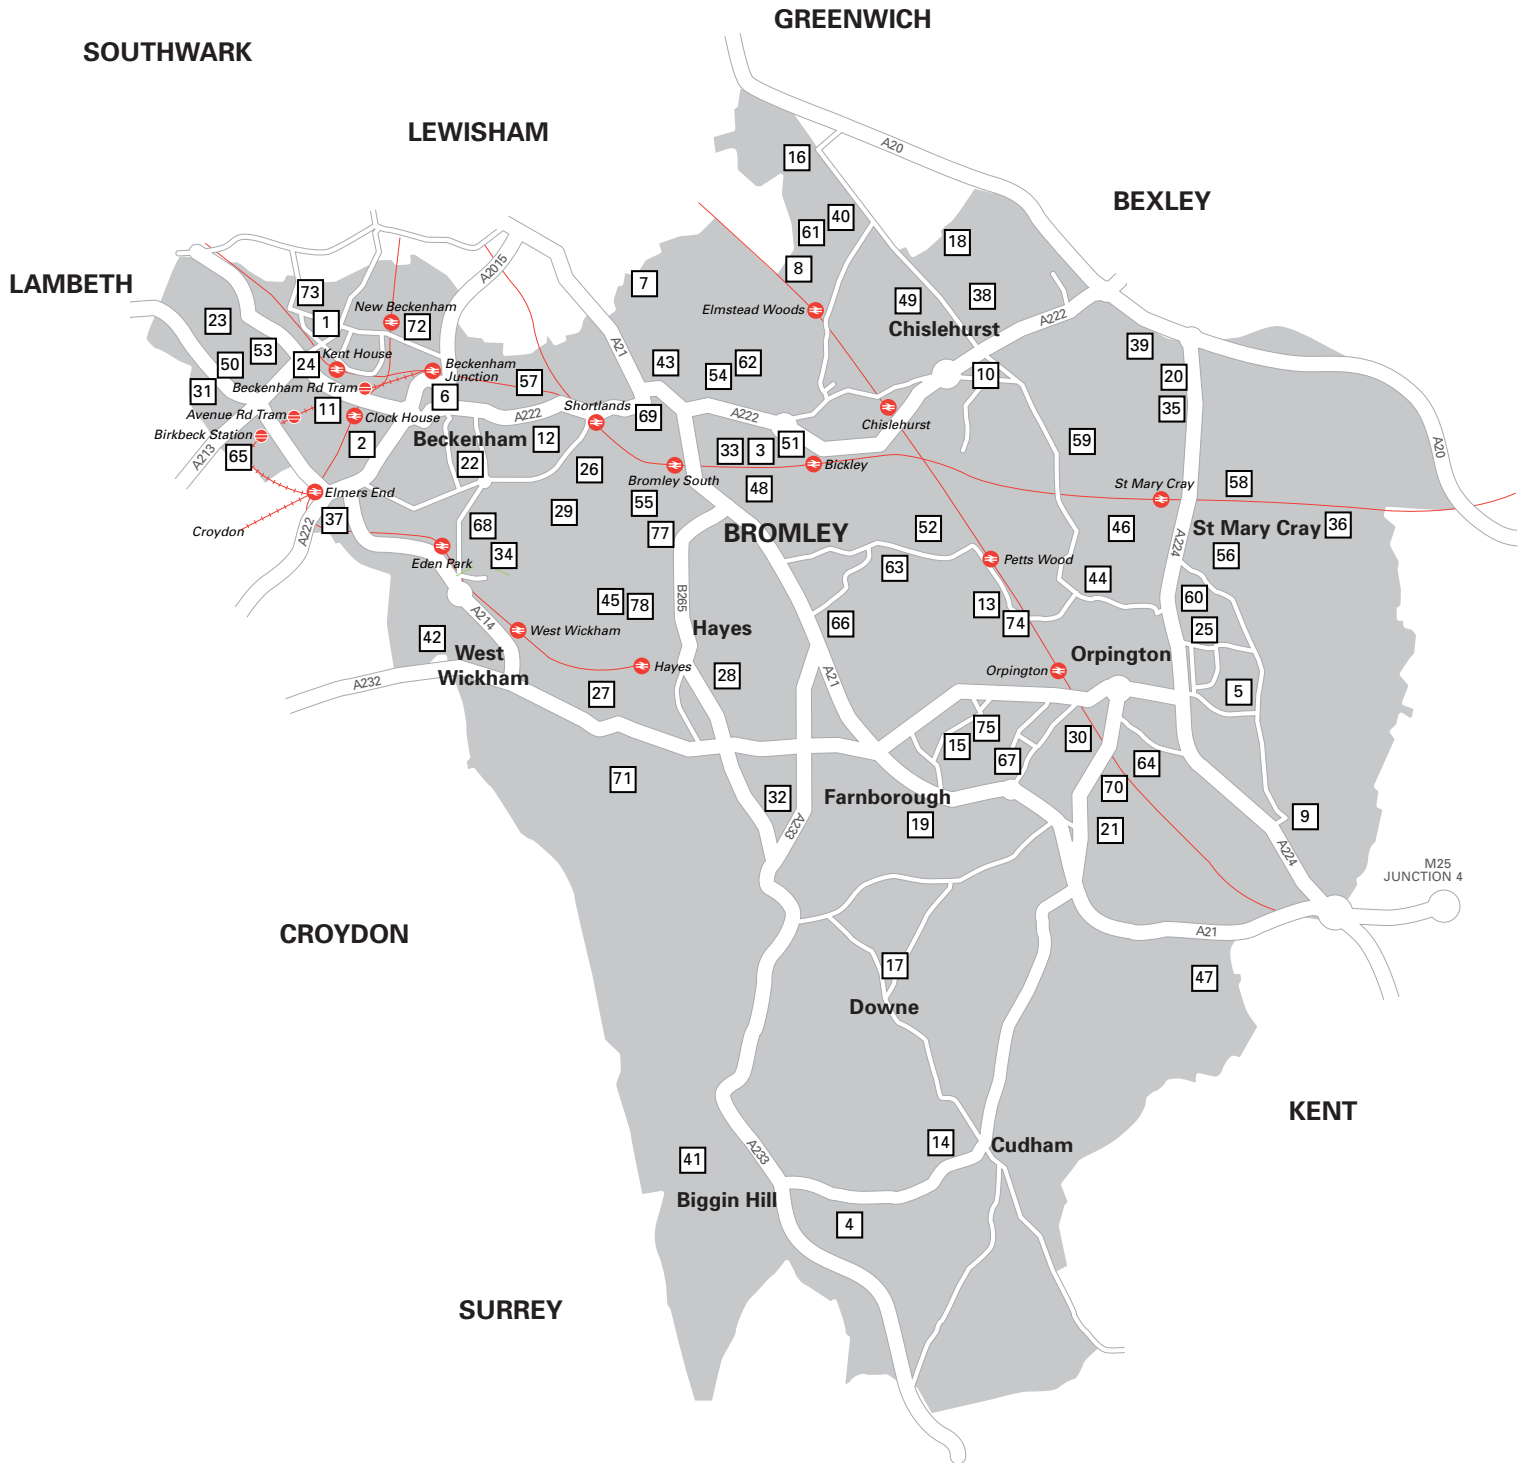 GREENWICH
SOUTHWARK
LEWISHAM
A20
16
BEXLEY
40
61
18
A2015
8
LAMBETH
7
73
38
49
New Beckenham
Elmstead Woods
23
1
72
A222
Chislehurst
A21
39
53
Kent House
50
24
Beckenham
Junction
43
62
54
10
20
57
31
Beckenham Rd Tram
6
Shortlands
11
Avenue Rd Tram
Clock House
A222
69
A222
Chislehurst
35
Birkbeck Station
2
Beckenham
12
51
59
A20
A213
65
33
3
22
26
Bickley
Bromley South
St Mary Cray
58
48
Elmers End
55
29
Croydon
37
A222
68
77
BROMLEY
52
46
St Mary Cray
36
A224
34
56
Eden Park
Petts Wood
63
44
45
78
B265
13
60
A214
66
74
25
42
West Wickham
Hayes
West
Wickham
Hayes
Orpington
A232
28
A21
Orpington
27
5
75
15
30
67
64
71
70
32
Farnborough
A233
19
21
9
A224
M25
JUNCTION 4
CROYDON
A21
17
47
Downe
KENT
14
Cudham
A233
41
Biggin Hill
4
SURREY